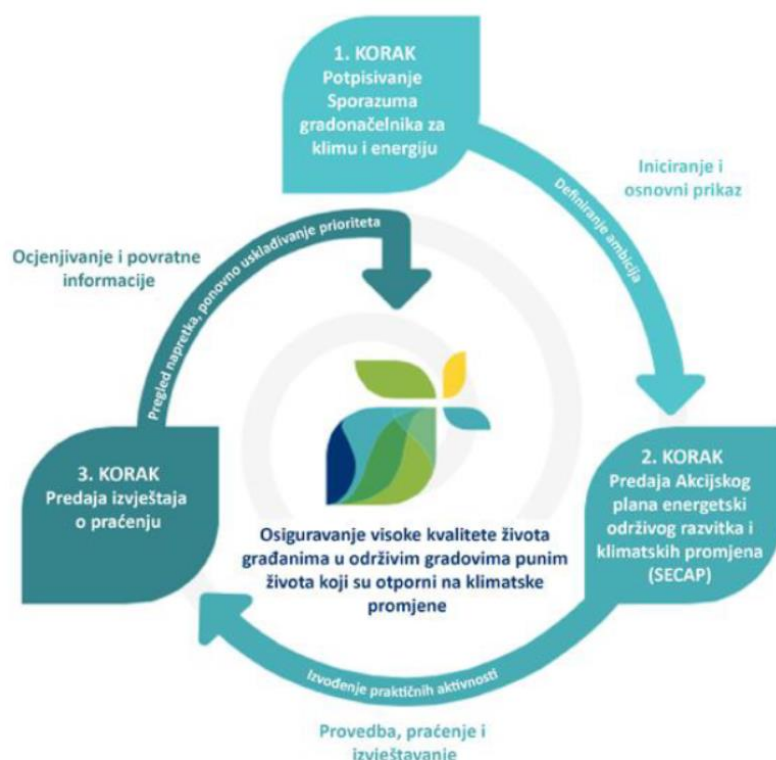 1. KORAK
Potpisivanje
Sporazuma
gradonačelnika za
klimu i energiju
Definiranje ambicija
Iniciranje i
osnovni prikaz
2. KORAK
Predaja Akcijskog
plana energetski
održivog razvitka i
klimatskih promjena
(SECAP)
Izvođenje praktičnih aktivnosti
Provedba, praćenje i
izvještavanje
3. KORAK
Predaja izvještaja
o praćenju
Pregled napretka, ponovno usklađivanje prioriteta
Ocjenjivanje i povratne
informacije
Osiguravanje visoke kvalitete života
građanima u održivim gradovima punim
života koji su otporni na klimatske
promjene